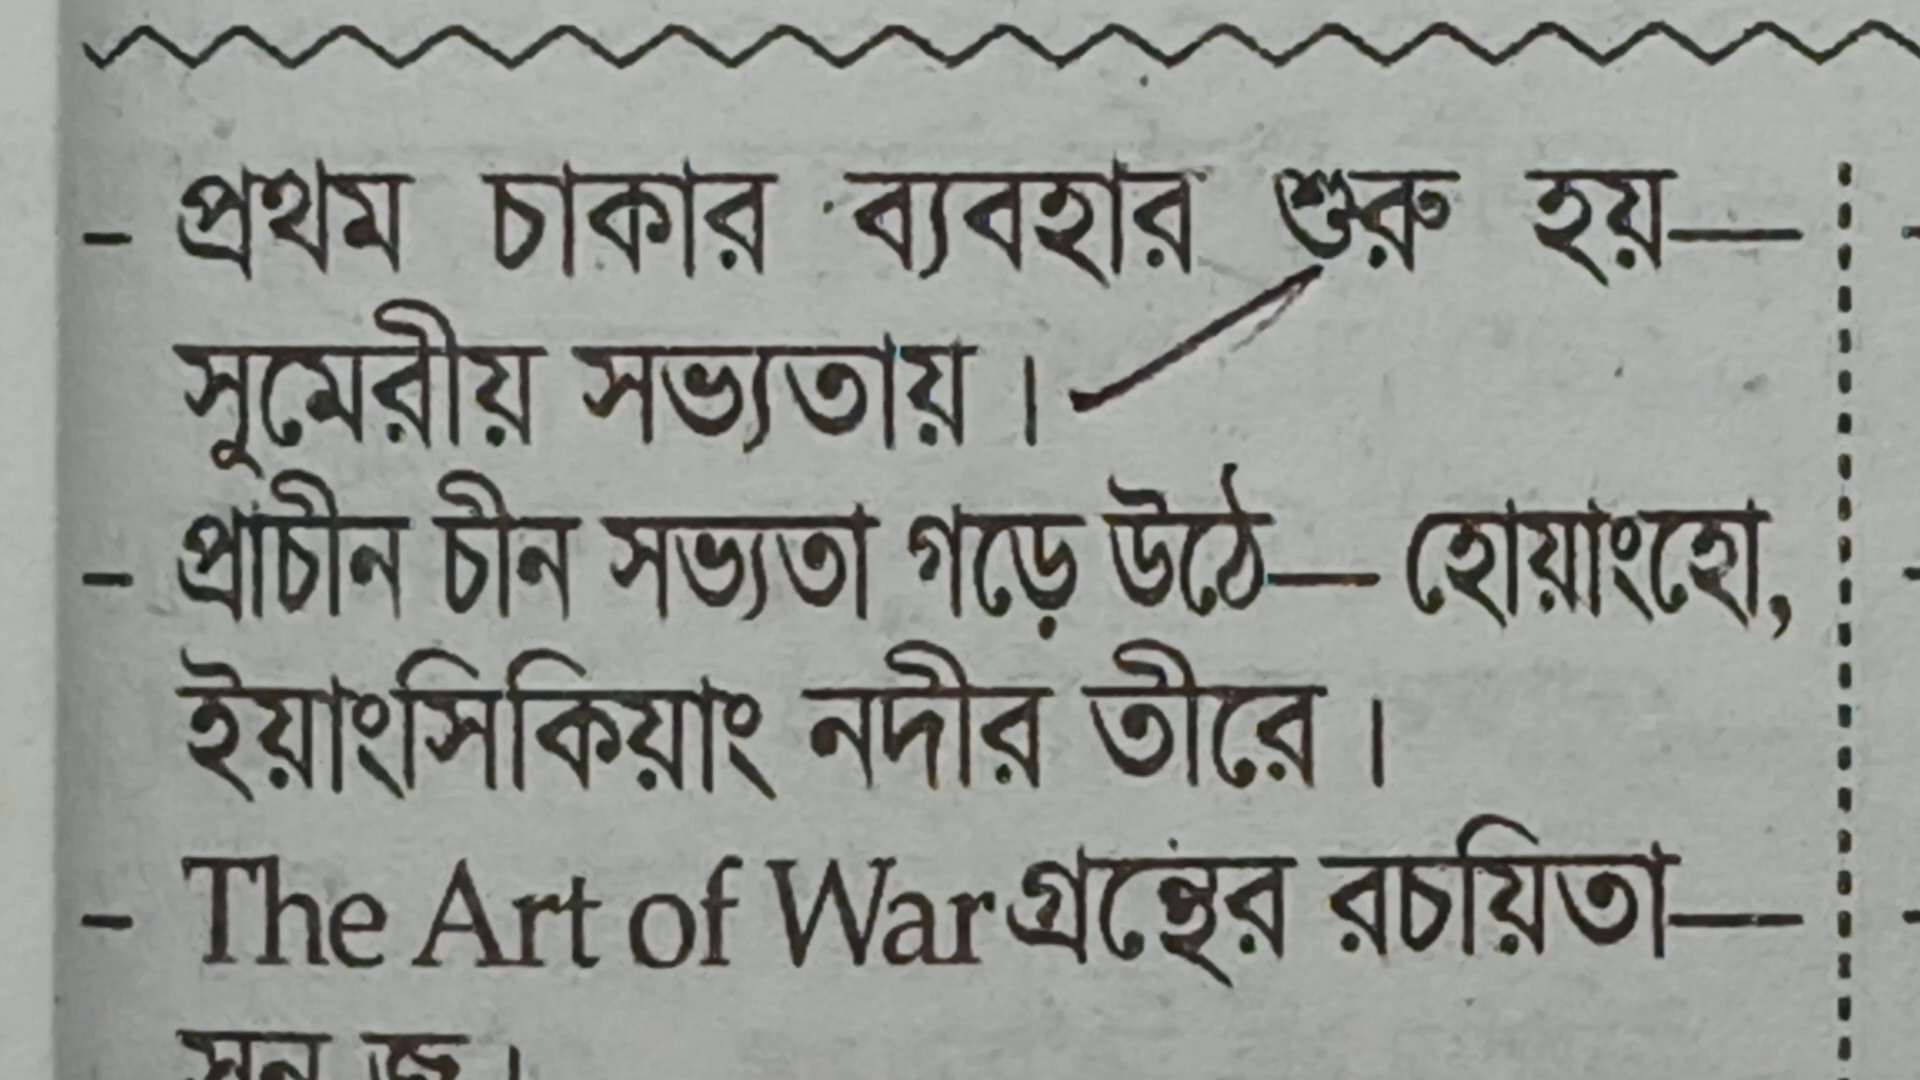 - প্রথম চাকার ব্যবহার শুরু হয়—
সুমেরীয় সভ্যতায়।
- প্রাচীন চীন সভ্যতা গড়ে উঠে— হোয়াংহো,
ইয়াংসিকিয়াং নদীর তীরে।
- The Art of War গ্রন্থের রচয়িতা—